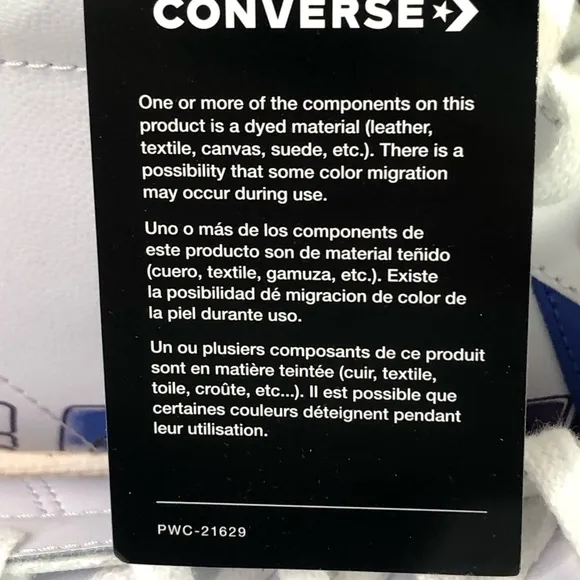 CONVERSE
One or more of the components on this
product is a dyed material (leather,
textile, canvas, suede, etc.). There is a
possibility that some color migration
may occur during use.
Uno o más de los componentes de
este producto son de material teñido
(cuero, textile, gamuza, etc.). Existe
la posibilidad dé migracion de color de
la piel durante uso.
Un ou plusiers composants de ce produit
sont en matière teintée (cuir, textile,
toile, croûte, etc...). Il est possible que
certaines couleurs déteignent pendant
leur utilisation.
PWC-21629